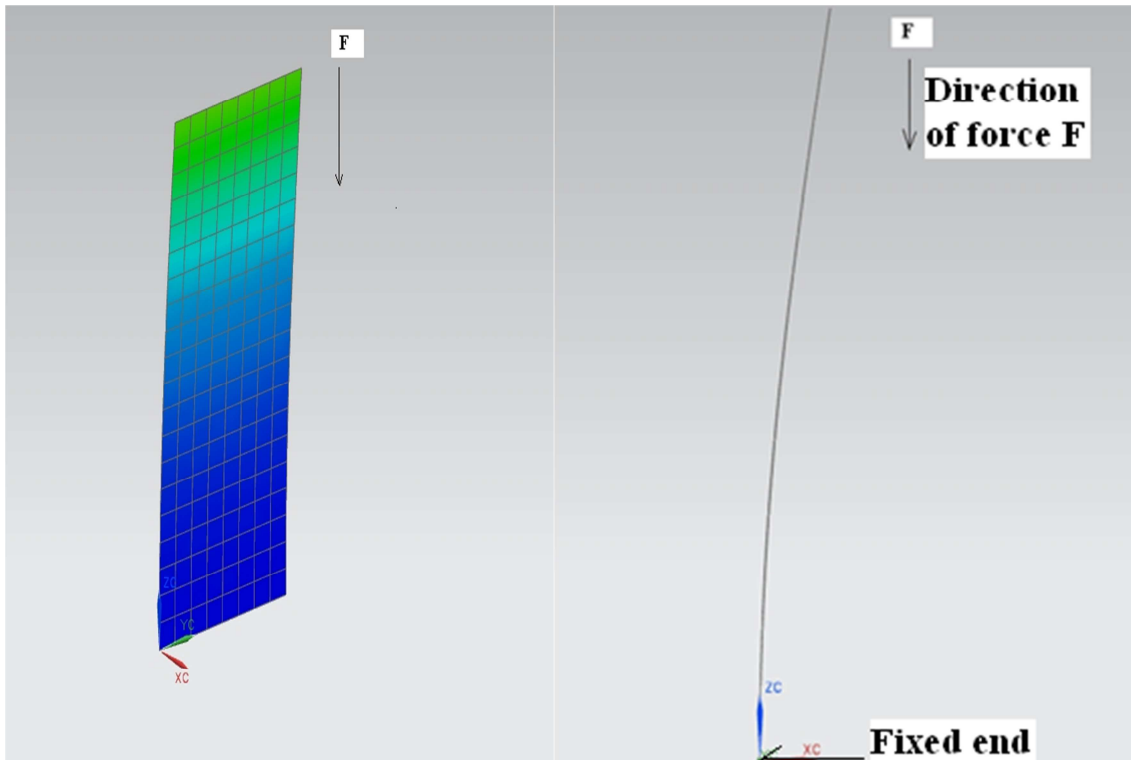 F
ZC
YC
XC
F
Direction
of force F
ZC
XC
Fixed end